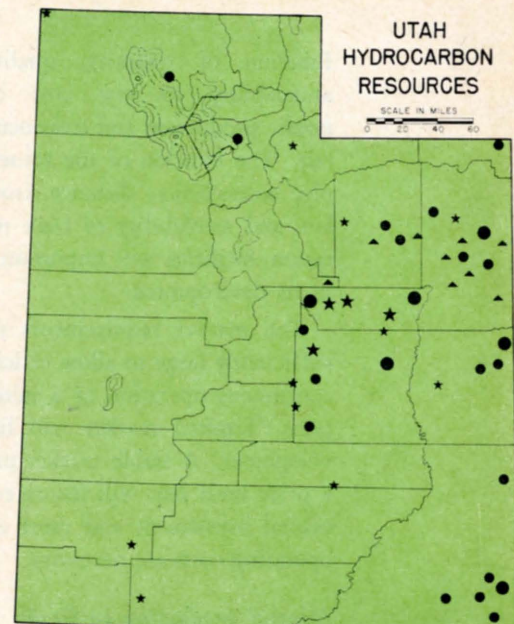 UTAH
HYDROCARBON
RESOURCES
SCALE IN MILES
0 20 40 60